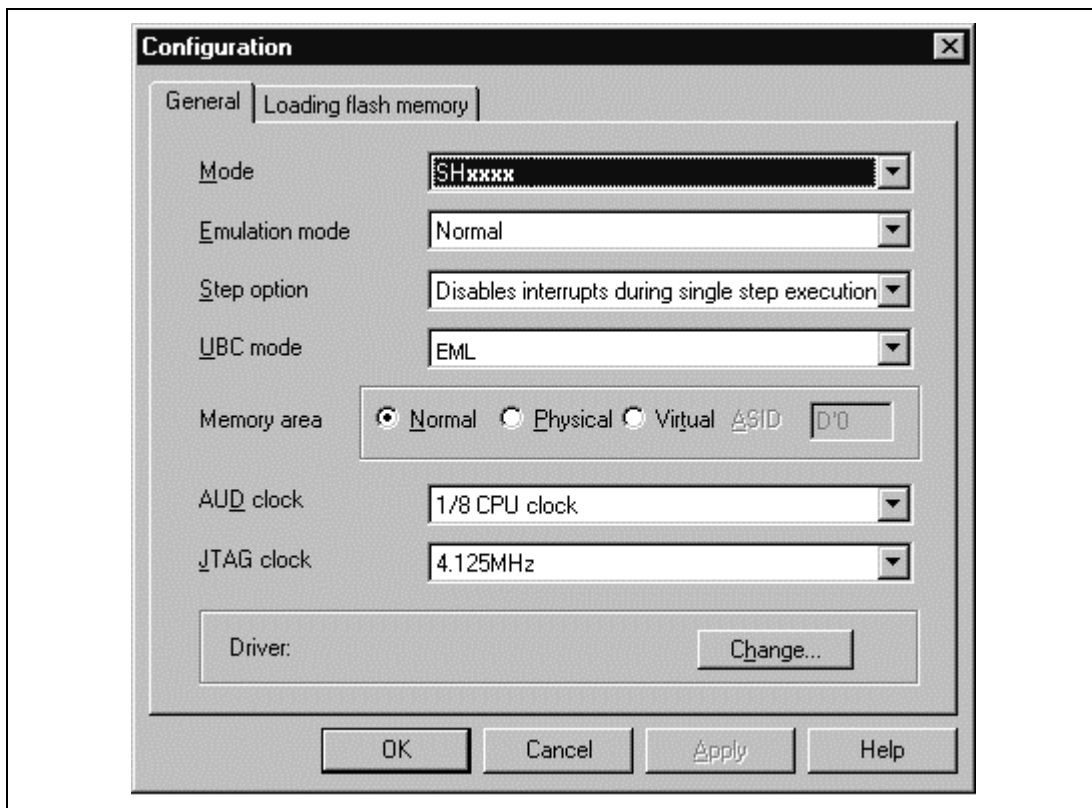 Configuration
General Loading flash memory
Mode SHxxxx
Emulation mode Normal
Step option Disables interrupts during single step execution
UBC mode EML
Memory area Normal Physical Virtual ASID D'0
AUD clock 1/8 CPU clock
JTAG clock 4.125MHz
Driver: Change...
OK Cancel Apply Help